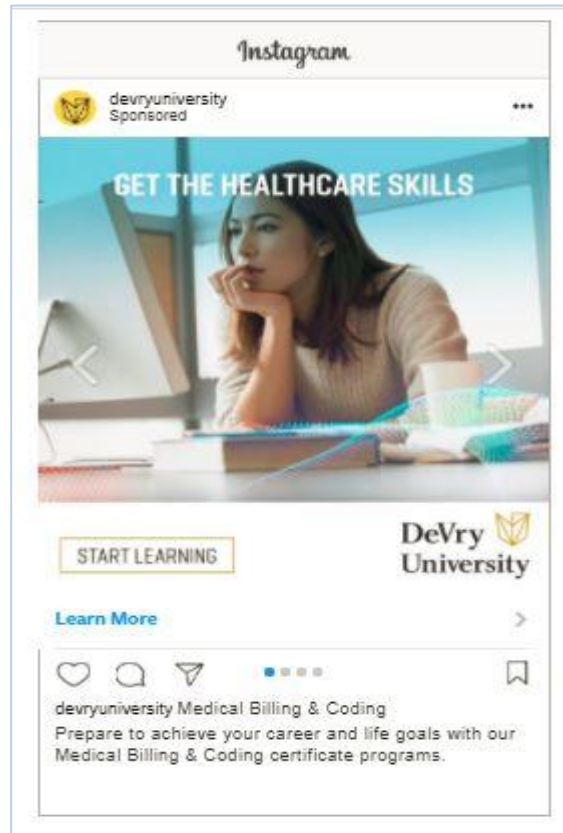 Instagram
devryuniversity
Sponsored
GET THE HEALTHCARE SKILLS
START LEARNING
DeVry
University
Learn More
devryuniversity Medical Billing & Coding
Prepare to achieve your career and life goals with our
Medical Billing & Coding certificate programs.